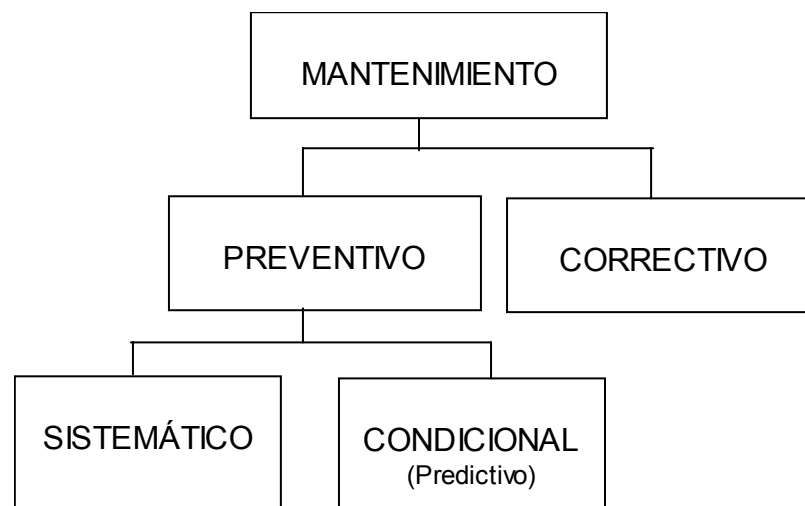 MANTENIMIENTO
PREVENTIVO
CORRECTIVO
SISTEMÁTICO
CONDICIONAL
(Predictivo)